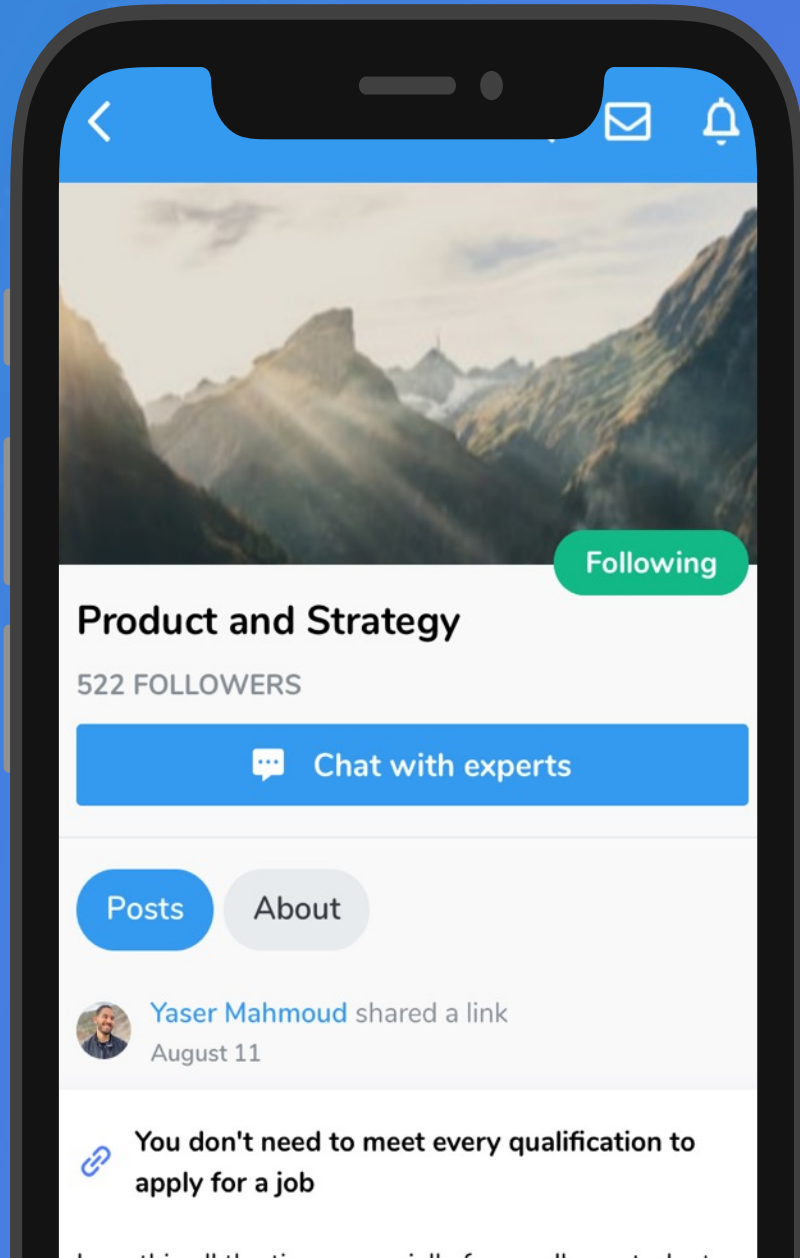 Following
Product and Strategy
522 FOLLOWERS
Chat with experts
Posts
About
Yaser Mahmoud shared a link
August 11
You don't need to meet every qualification to
apply for a job